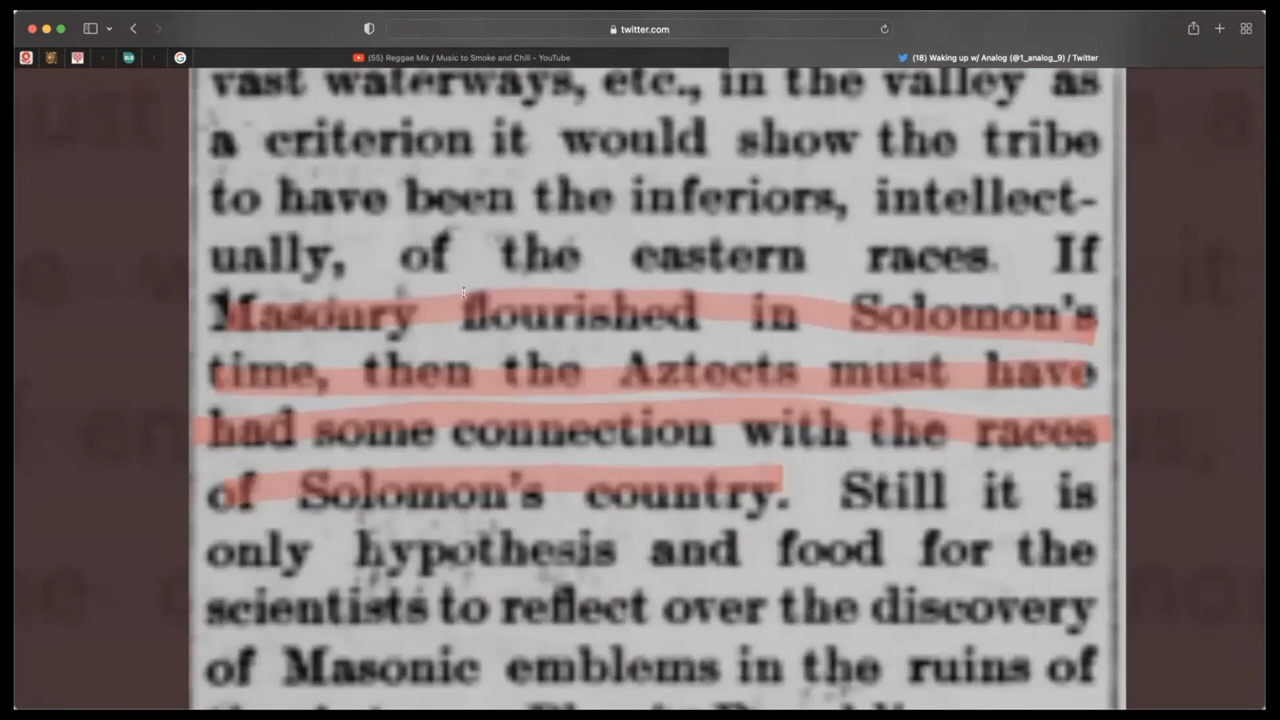 twitter.com
(55) Reggae Mix / Music to Smoke and Chill - YouTube
(18) Waking up w/ Analog (@1_analog_9) / Twitter
vast waterways, etc., in the valley as
a criterion it would show the tribe
to have been the inferiors, intellect-
ually, of the eastern races. If
Masonry flourished in Solomon's
time, then the Aztects must have
had some connection with the races
of Solomon's country. Still it is
only hypothesis and food for the
scientists to reflect over the discovery
of Masonic emblems in the ruins of